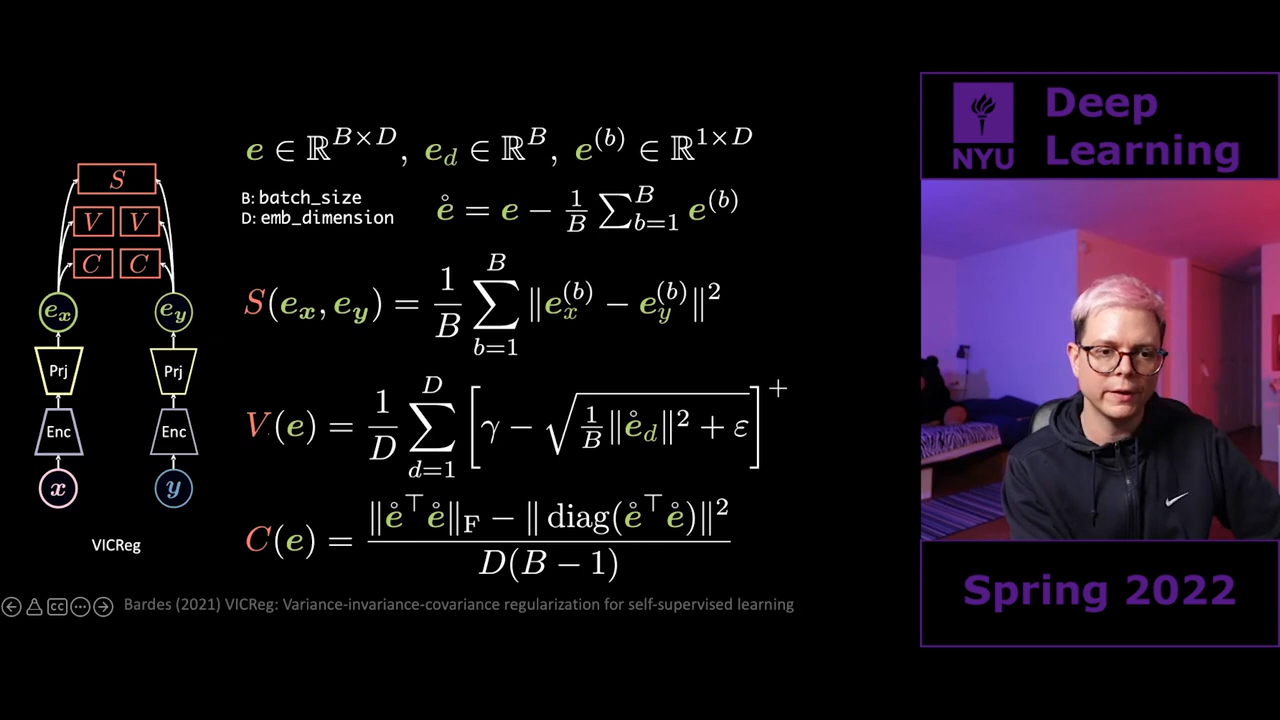 e ∈ ℝ^{B×D}, e_d ∈ ℝ^B, e^{(b)} ∈ ℝ^{1×D}
B: batch_size
D: emb_dimension
e̊ = e − 1/B ∑_{b=1}^{B} e^{(b)}
S(e_x, e_y) = 1/B ∑_{b=1}^{B} ‖e_x^{(b)} − e_y^{(b)}‖²
V(e) = 1/D ∑_{d=1}^{D} [γ − √(1/B ‖e̊_d‖² + ε)]^+
C(e) = (‖e̊^⊤ e̊‖_F − ‖ diag(e̊^⊤ e̊)‖²) / (D(B − 1))
S
V V
C C
e_x e_y
Prj Prj
Enc Enc
x y
VICReg
cc
Bardes (2021) VICReg: Variance-invariance-covariance regularization for self-supervised learning
NYU
Deep
Learning
Spring 2022